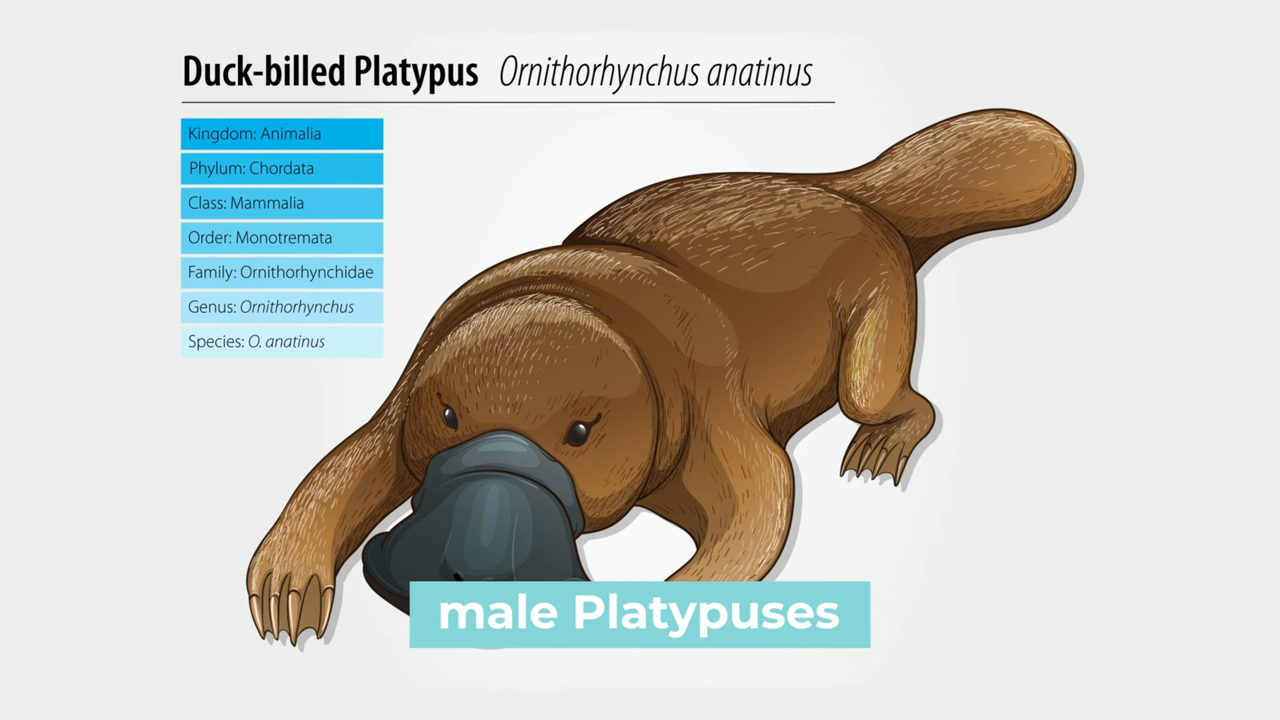 Duck-billed Platypus Ornithorhynchus anatinus
Kingdom: Animalia
Phylum: Chordata
Class: Mammalia
Order: Monotremata
Family: Ornithorhynchidae
Genus: Ornithorhynchus
Species: O. anatinus
male Platypuses